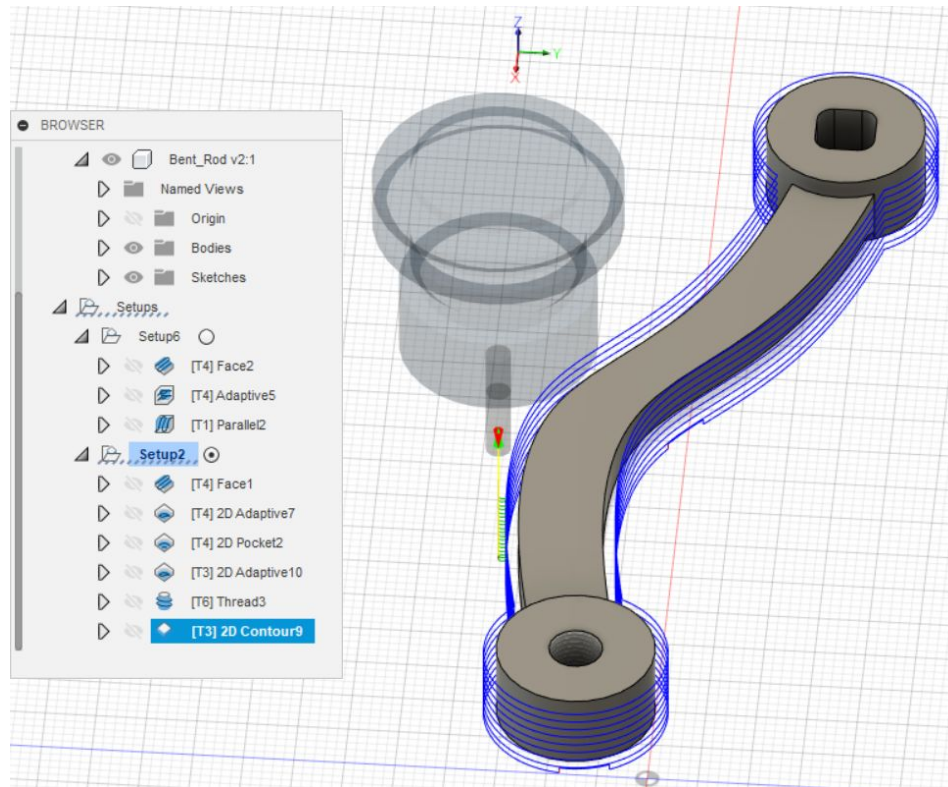 Z
Y
X
BROWSER
Bent_Rod v2:1
Named Views
Origin
Bodies
Sketches
Setups
Setup6
[T4] Face2
[T4] Adaptive5
[T1] Parallel2
Setup2
[T4] Face1
[T4] 2D Adaptive7
[T4] 2D Pocket2
[T3] 2D Adaptive10
[T6] Thread3
[T3] 2D Contour9